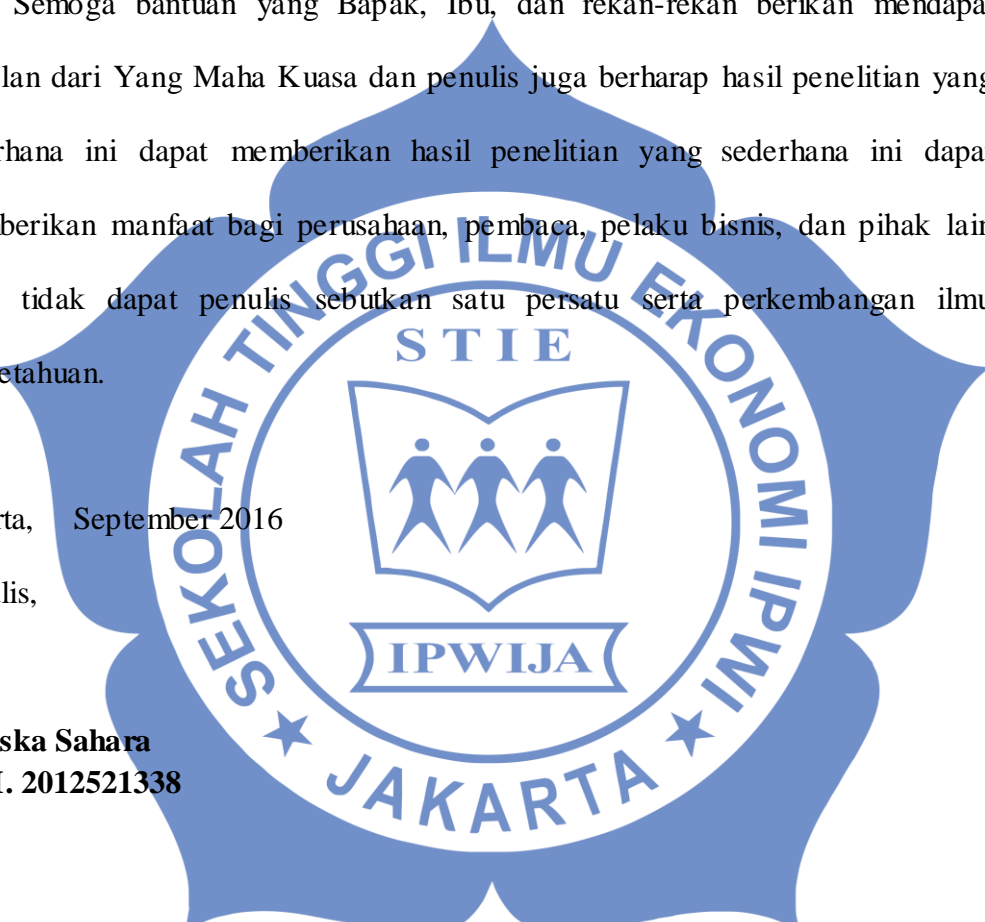 Semoga bantuan yang Bapak, Ibu, dan rekan-rekan berikan mendapa
lan dari Yang Maha Kuasa dan penulis juga berharap hasil penelitian yang
rhana ini dapat memberikan hasil penelitian yang sederhana ini dapa
berikan manfaat bagi perusahaan, pembaca, pelaku bisnis, dan pihak lain
tidak dapat penulis sebutkan satu persatu serta perkembangan ilmu
etahuan.
rta, September 2016
lis,
ska Sahara
. 2012521338
SEKOLAH TINGGI ILMU EKONOMI IPWI
JAKARTA
STIE
IPWIJA